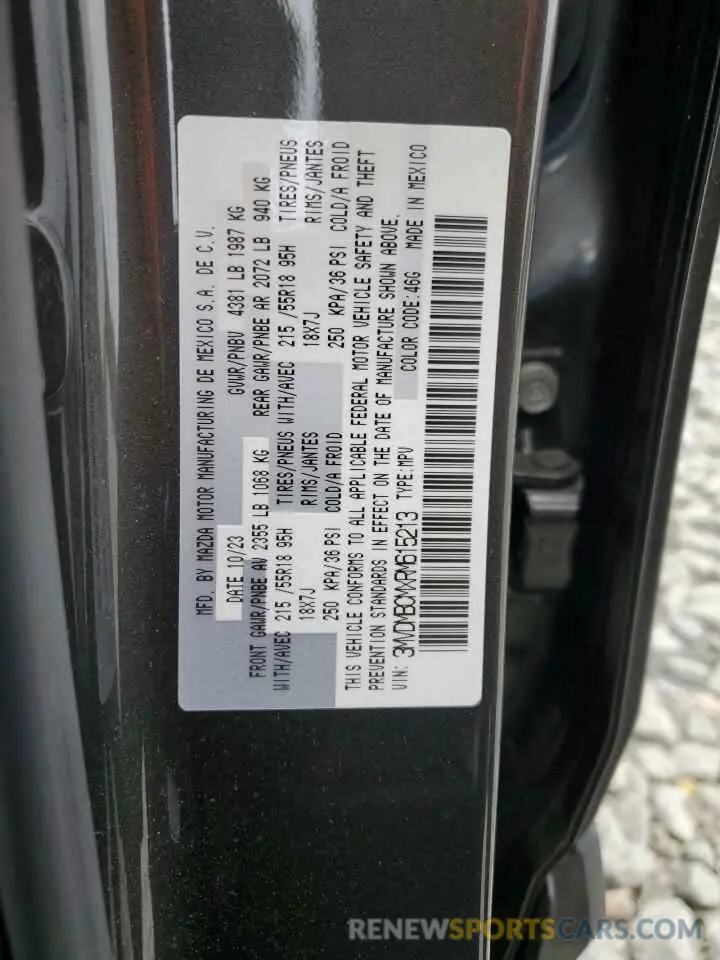 MFD. BY MAZDA MOTOR MANUFACTURING DE MEXICO S.A. DE C.V.
DATE 10/23 GVWR/PNBV 4381 LB 1987 KG
FRONT GAWR/PNBE AV 2355 LB 1068 KG REAR GAWR/PNBE AR 2072 LB 940 KG
WITH/AVEC 215 /55R18 95H TIRES/PNEUS WITH/AVEC 215 /55R18 95H TIRES/PNEUS
18X7J RIMS/JANTES 18X7J RIMS/JANTES
250 KPA/36 PSI COLD/A FROID 250 KPA/36 PSI COLD/A FROID
THIS VEHICLE CONFORMS TO ALL APPLICABLE FEDERAL MOTOR VEHICLE SAFETY AND THEFT
PREVENTION STANDARDS IN EFFECT ON THE DATE OF MANUFACTURE SHOWN ABOVE.
VIN: 3MVDMBCMXRM615213 TYPE:MPV COLOR CODE:46G MADE IN MEXICO
RENEWSPORTSCARS.COM